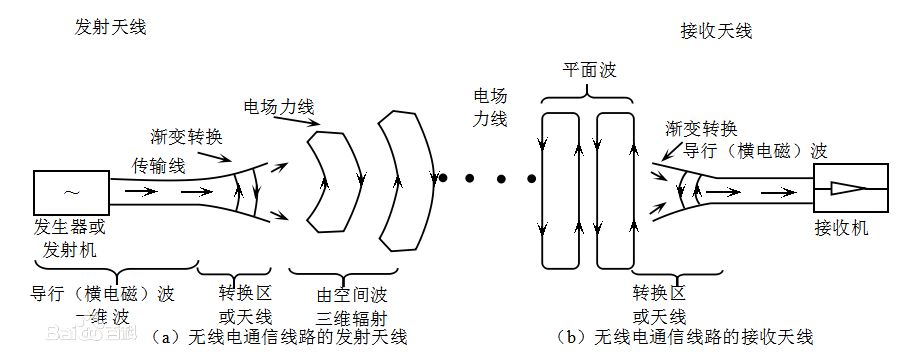 发射天线
接收天线
平面波
电场力线
电场
力线
渐变转换
传输线
渐变转换
导行（横电磁）波
~
发生器或
发射机
接收机
导行（横电磁）波
一维波
转换区
或天线
由空间波
三维辐射
转换区
或天线
（a）无线电通信线路的发射天线
（b）无线电通信线路的接收天线
Bai百科